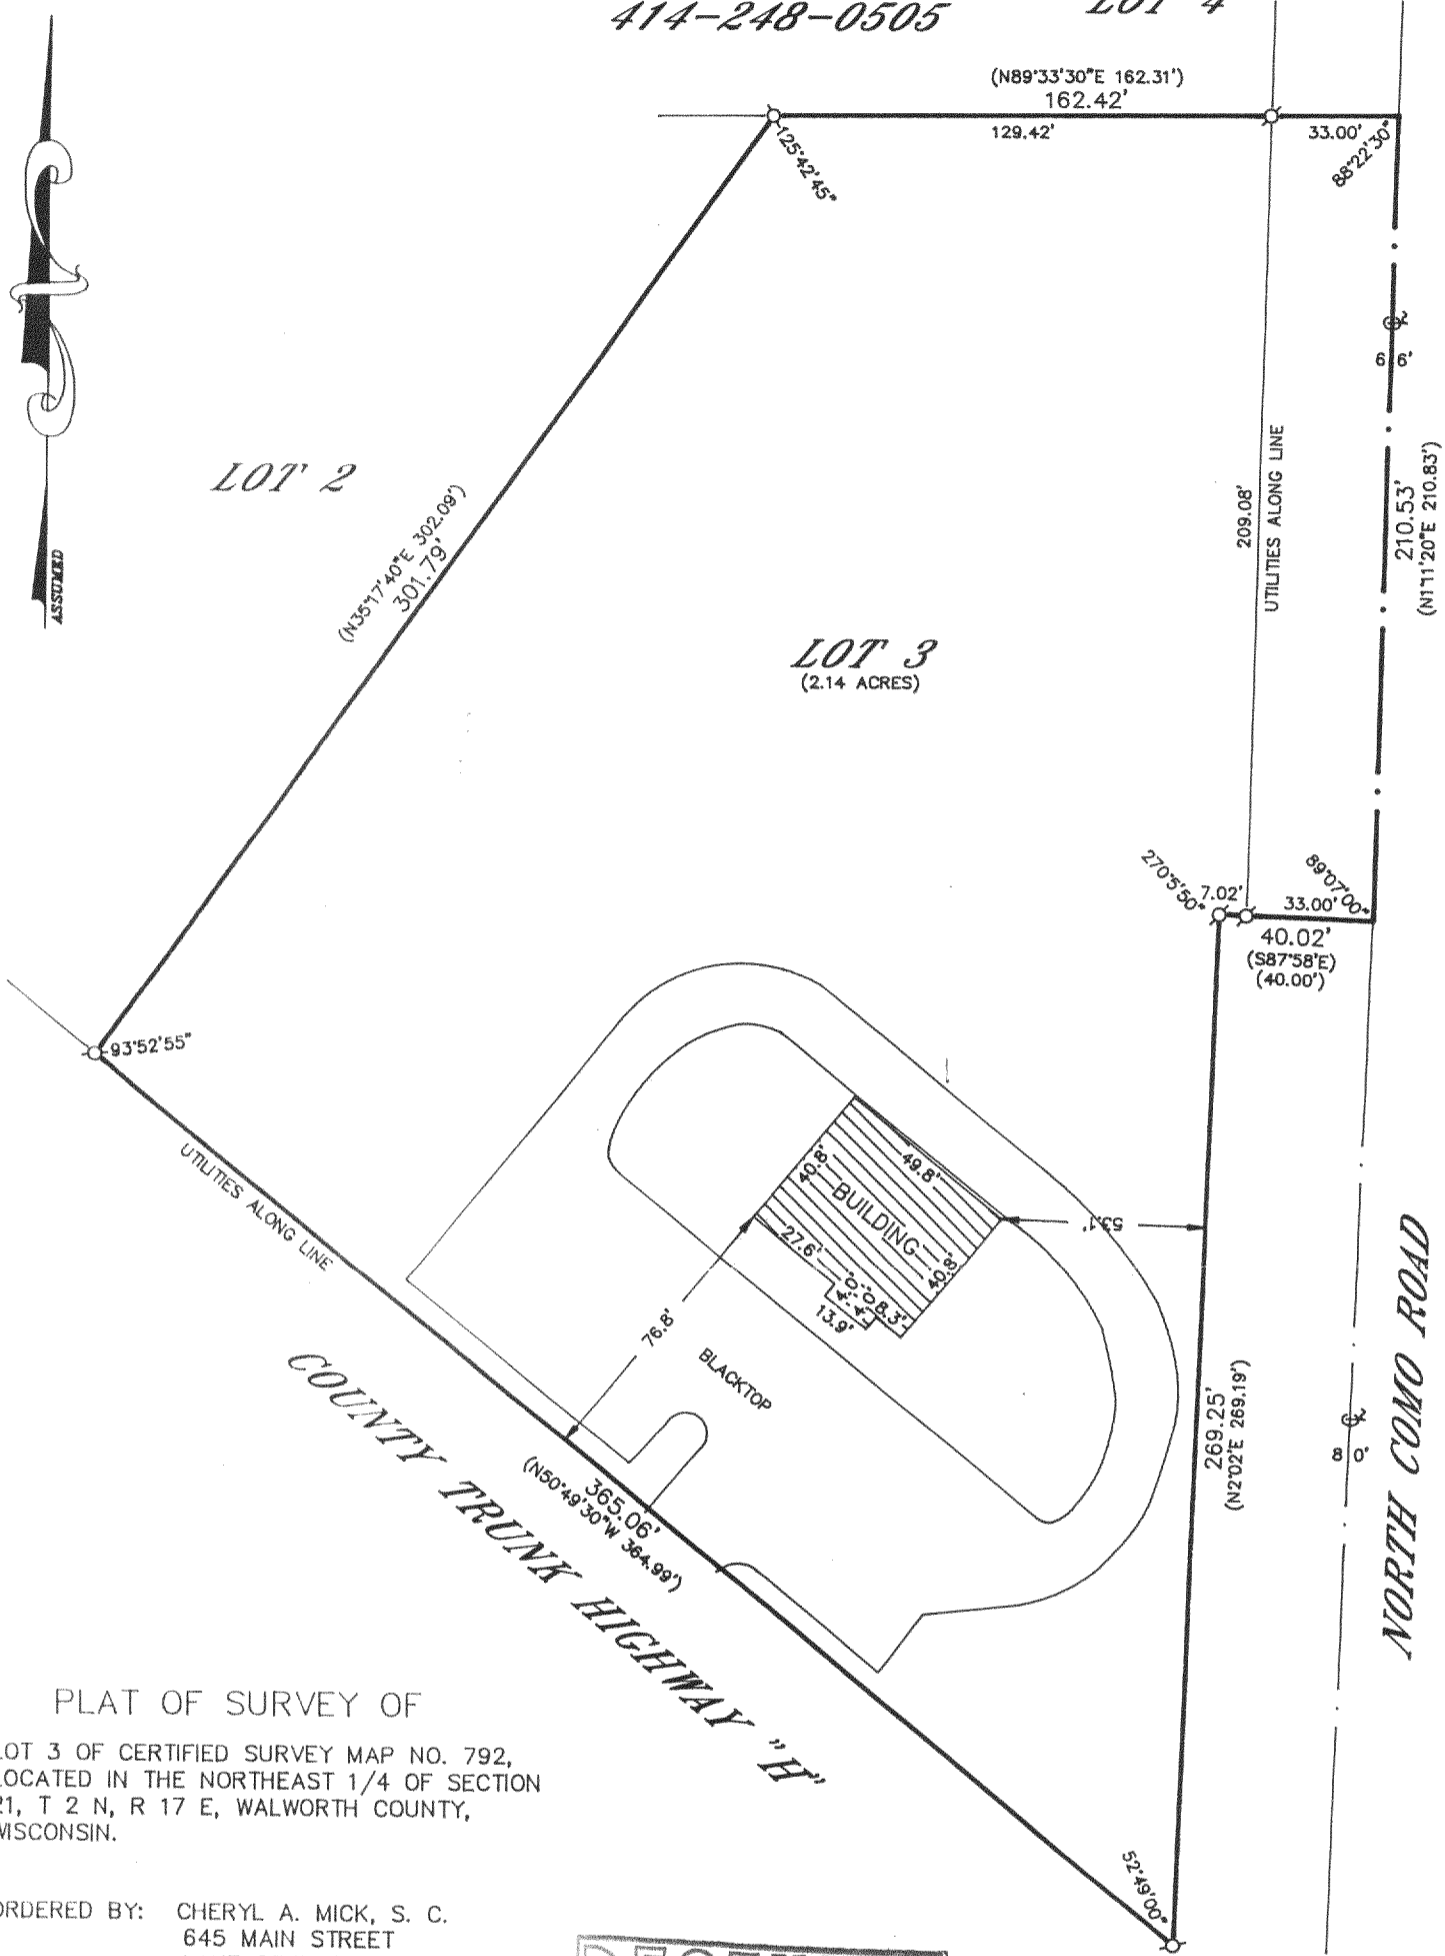 414-248-0505
LOT 4
(N89°33'30"E 162.31')
162.42'
129.42'
33.00'
125°42'45"
88°22'30"
6 6'
ASSUMED
LOT 2
(N35°17'40"E 302.09')
301.79'
209.08'
UTILITIES ALONG LINE
210.53'
(N1°11'20"E 210.83')
LOT 3
(2.14 ACRES)
270°5'50"
7.02'
33.00'
89°07'00"
40.02'
(S87°58'E)
(40.00')
93°52'55"
UTILITIES ALONG LINE
40.8'
49.8'
BUILDING
27.6'
4.0'
4.0'
8.3'
40.8'
13.9'
53.1'
76.8'
BLACKTOP
365.06'
(N50°49'30"W 364.99')
COUNTY TRUNK HIGHWAY "H"
269.25'
(N2°02'E 269.19')
8 0'
NORTH COMO ROAD
52°49'00"
PLAT OF SURVEY OF
LOT 3 OF CERTIFIED SURVEY MAP NO. 792,
LOCATED IN THE NORTHEAST 1/4 OF SECTION
21, T 2 N, R 17 E, WALWORTH COUNTY,
WISCONSIN.
ORDERED BY: CHERYL A. MICK, S. C.
645 MAIN STREET